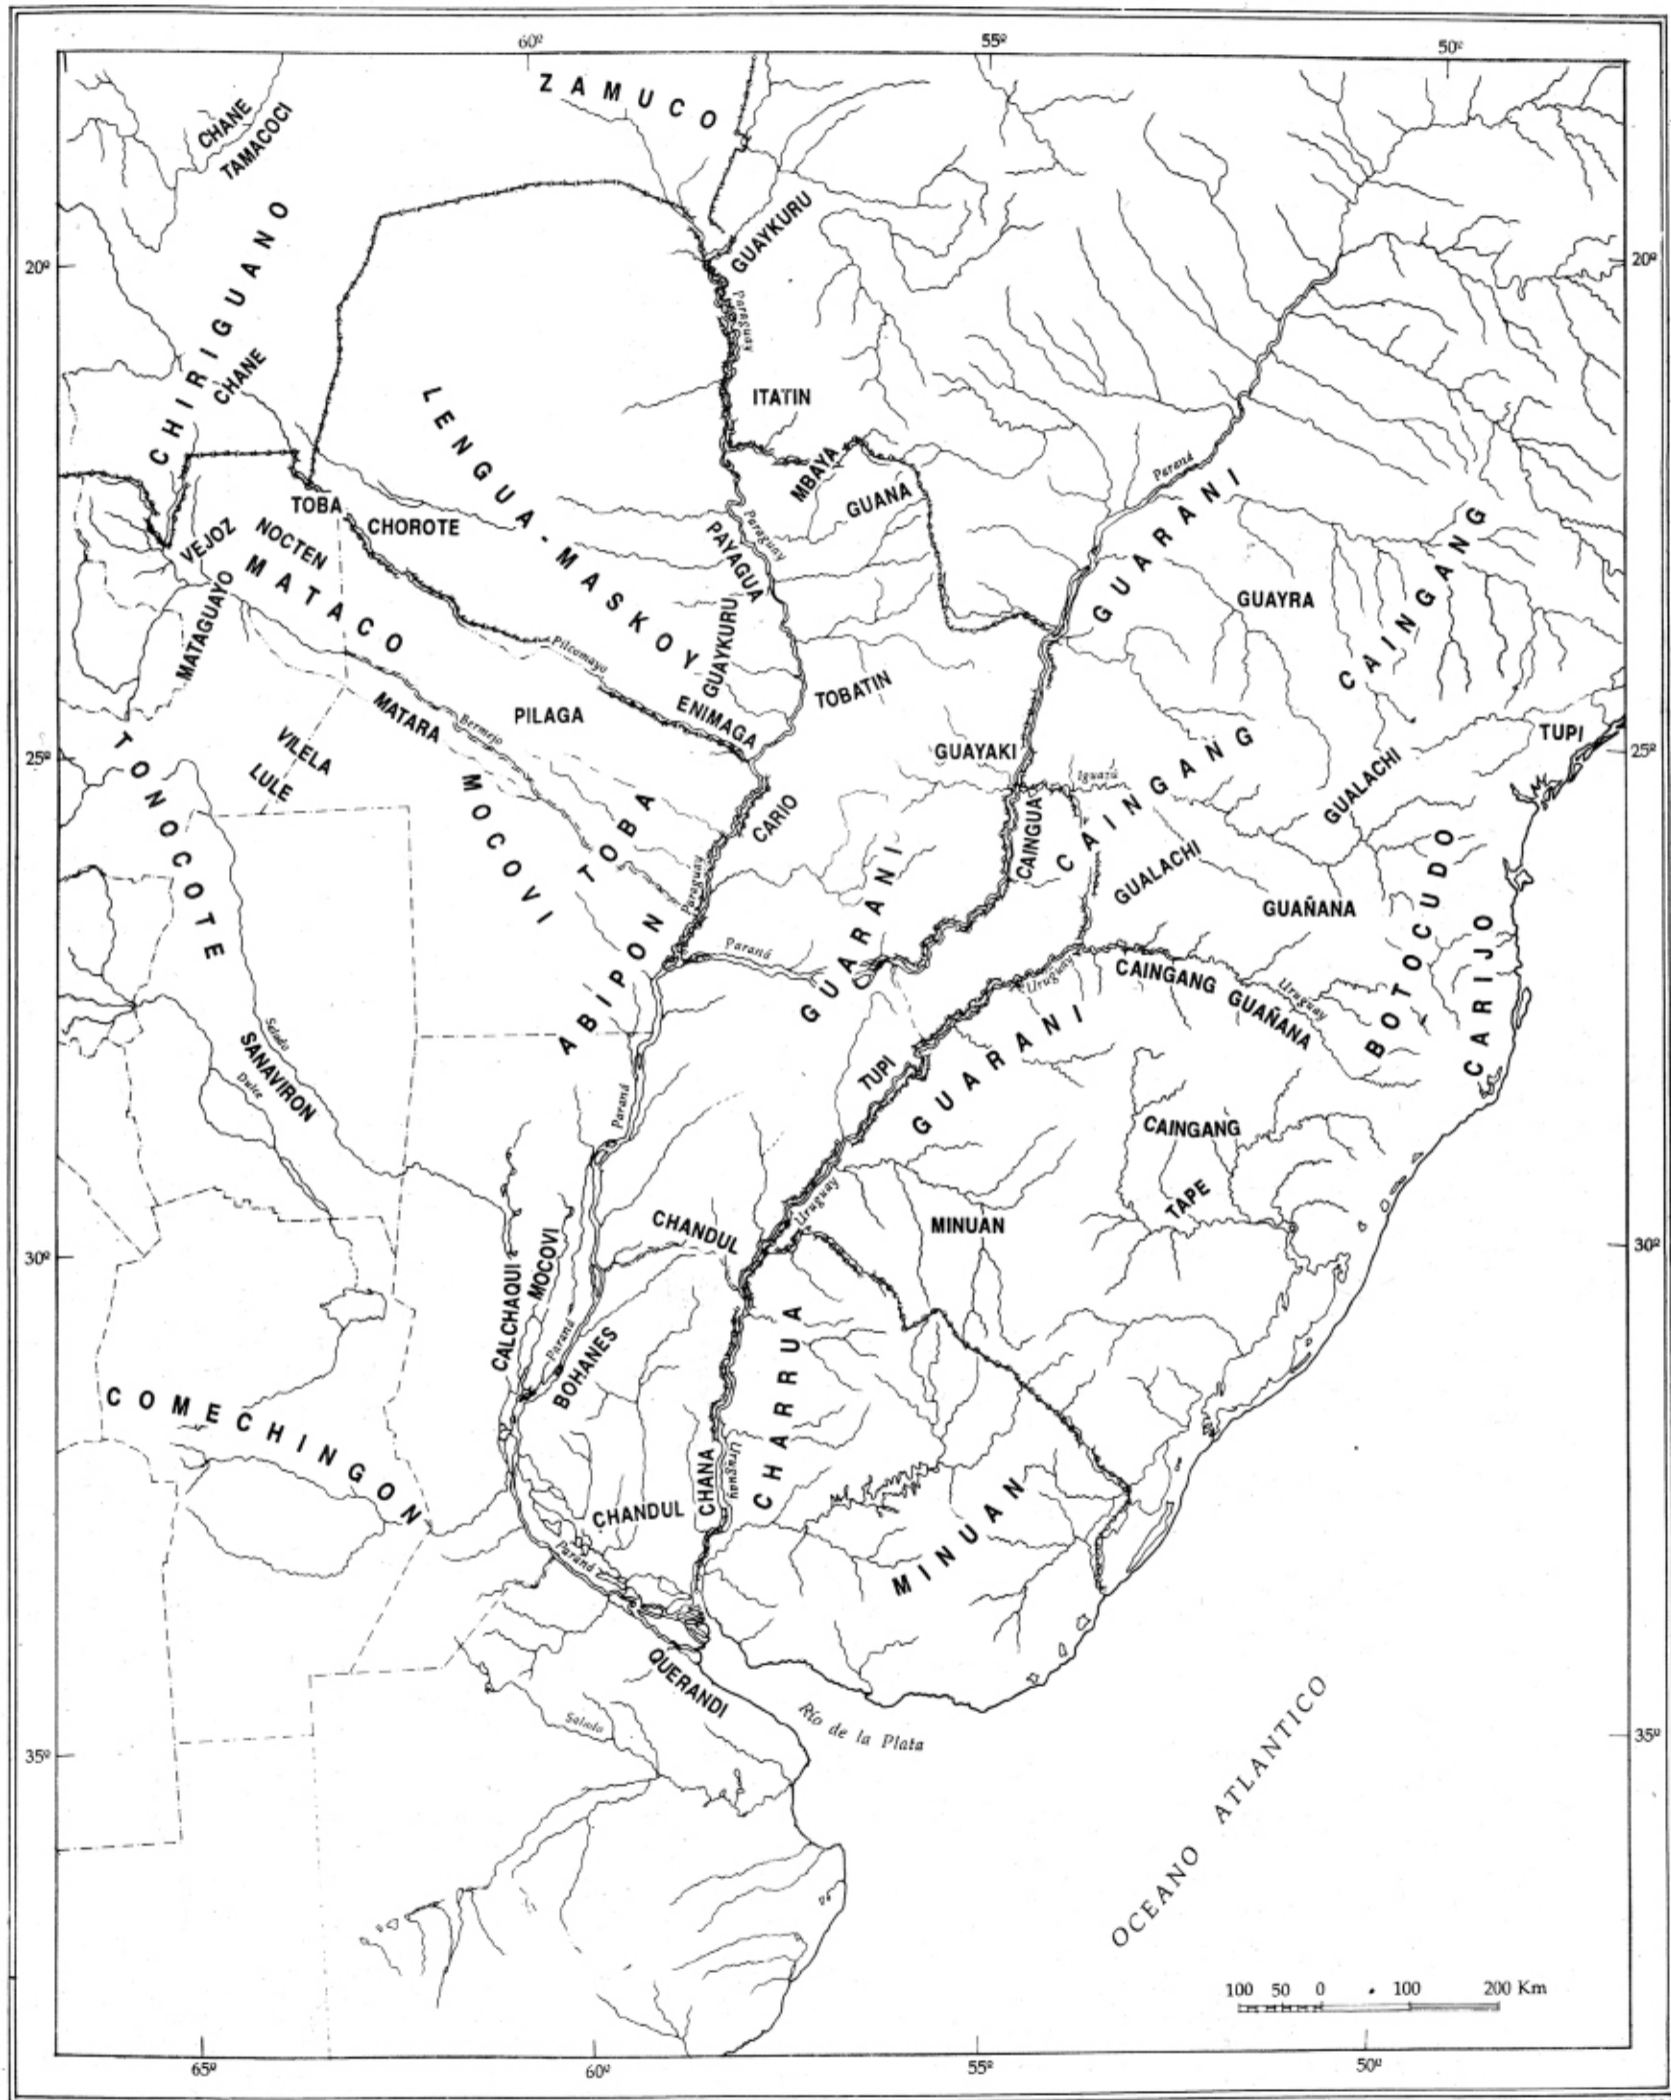 60º 55º 50º
ZAMUCO
CHANE
TAMACOCI
CHIRIGUANO
GUAYKURU
20º 20º
Paraguay
CHANE
ITATIN
LENGUA-MASKOY
MBAYA
GUANA
Paraná
GUARANI
TOBA
CHOROTE
VEJOZ
NOCTEN
PAYAGUA
Paraguay
CAINGANG
MATACO
MATAGUAYO
GUAYRA
GUAYKURU
Pilcomayo
TOBATIN
ENIMAGA
MATARA
PILAGA
Bermejo
TUPI
TONOCOTE
VILELA
LULE
GUAYAKI
25º 25º
Iguazú
CAINGANG
GUALACHI
MOCOVI
TOBA
CARIO
CAINGUA
GUALACHI
Paraguay
GUARANI
GUAÑANA
BOTOCUDO
CARIJO
ABIPON
Paraná
CAINGANG
Uruguay
Uruguay
GUAÑANA
GUARANI
Salado
SANAVIRON
Dulce
TUPI
Paraná
CAINGANG
TAPE
Uruguay
CHANDUL
MINUAN
30º 30º
MOCOVI
CALCHAQUI
Paraná
BOHANES
CHARRUA
COMECHINGON
CHANA
Uruguay
CHANDUL
MINUAN
Paraná
QUERANDI
Río de la Plata
Salado
35º 35º
OCEANO ATLANTICO
100 50 0 100 200 Km
65º 60º 55º 50º